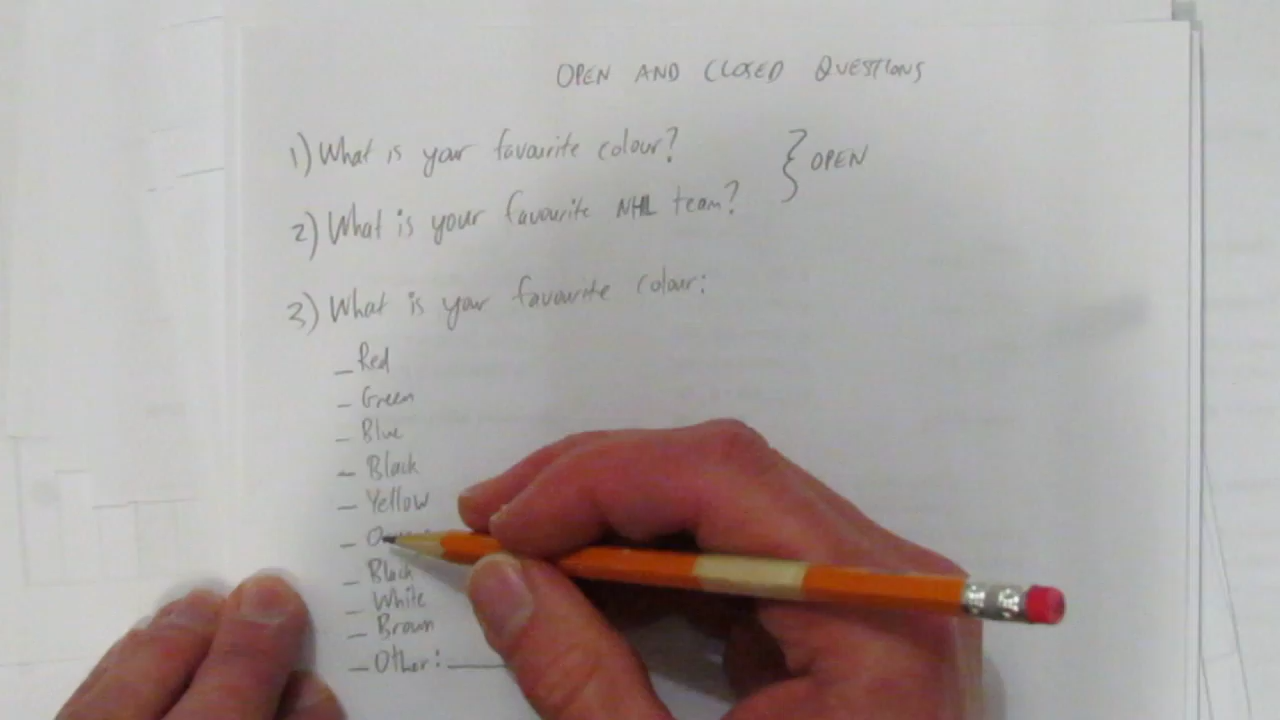 OPEN AND CLOSED QUESTIONS
1) What is your favourite colour?
} OPEN
2) What is your favourite NHL team?
3) What is your favourite colour:
_ Red
_ Green
_ Blue
_ Black
_ Yellow
_
_ Black
_ White
_ Brown
_ Other: ____